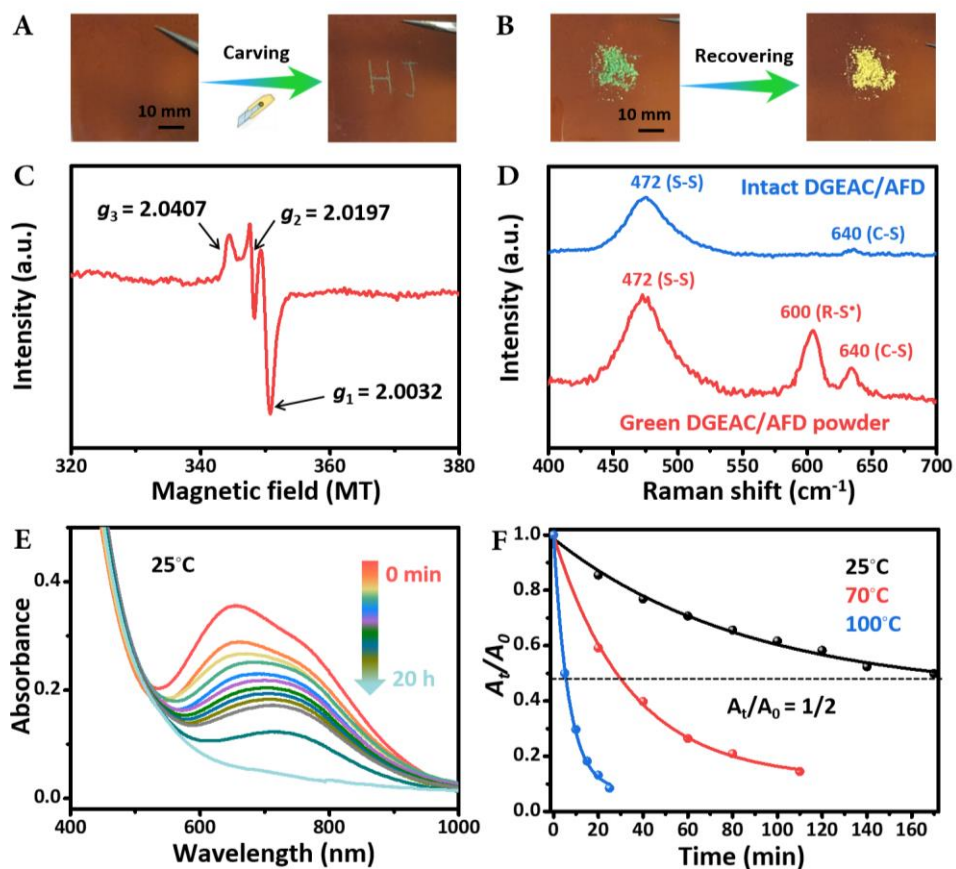 A
Carving
10 mm
H J
B
Recovering
10 mm
C
g3 = 2.0407
g2 = 2.0197
g1 = 2.0032
Intensity (a.u.)
320 340 360 380
Magnetic field (MT)
D
472 (S-S)
Intact DGEAC/AFD
640 (C-S)
472 (S-S)
600 (R-S•)
640 (C-S)
Green DGEAC/AFD powder
Intensity (a.u.)
400 450 500 550 600 650 700
Raman shift (cm-1)
E
25°C
0 min
20 h
Absorbance
0.4
0.2
0.0
400 600 800 1000
Wavelength (nm)
F
25°C
70°C
100°C
At/A0 = 1/2
At/A0
1.0
0.8
0.6
0.4
0.2
0.0
0 20 40 60 80 100 120 140 160
Time (min)